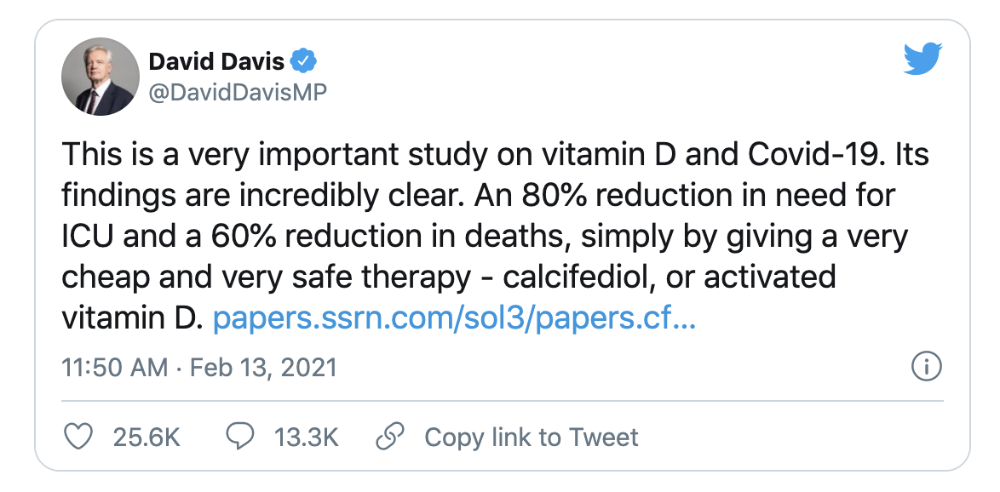 David Davis
@DavidDavisMP
This is a very important study on vitamin D and Covid-19. Its
findings are incredibly clear. An 80% reduction in need for
ICU and a 60% reduction in deaths, simply by giving a very
cheap and very safe therapy - calcifediol, or activated
vitamin D. papers.ssrn.com/sol3/papers.cf...
11:50 AM · Feb 13, 2021
25.6K 13.3K Copy link to Tweet